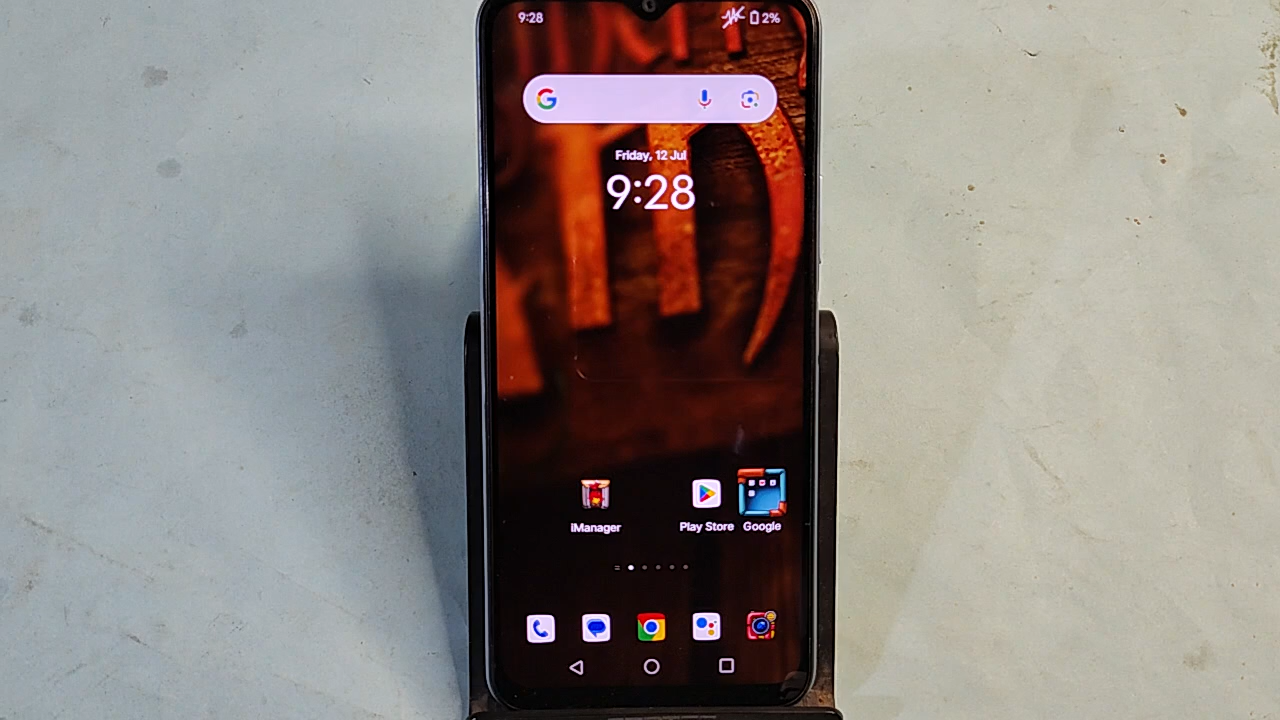 9:28
2%
Friday, 12 Jul
9:28
iManager
Play Store
Google